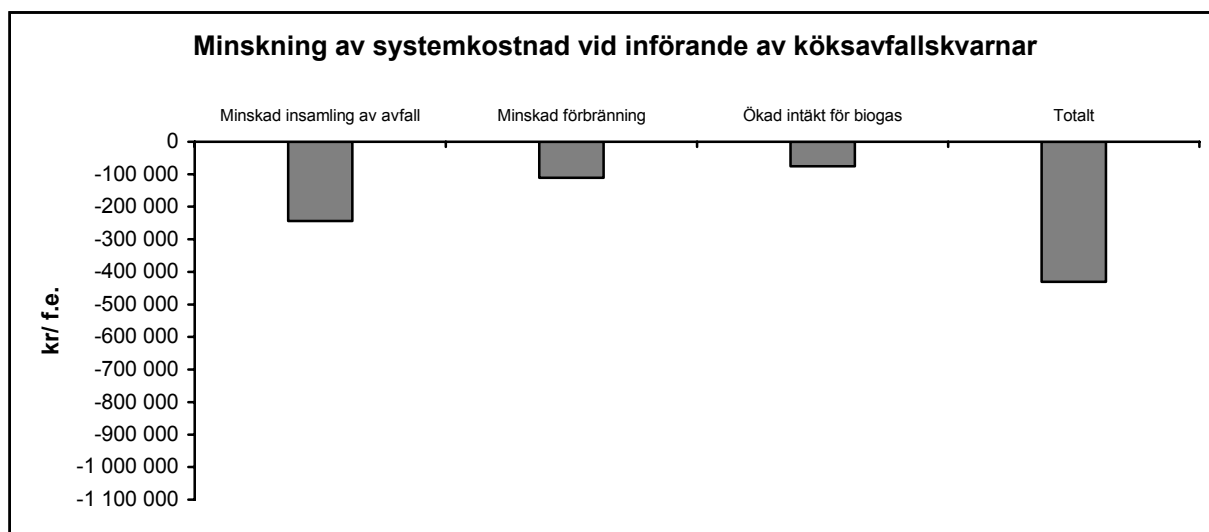 Minskning av systemkostnad vid införande av köksavfallskvarnar
Minskad insamling av avfall Minskad förbränning Ökad intäkt för biogas Totalt
0
-100 000
-200 000
-300 000
-400 000
-500 000
-600 000
-700 000
-800 000
-900 000
-1 000 000
-1 100 000
kr/ f.e.